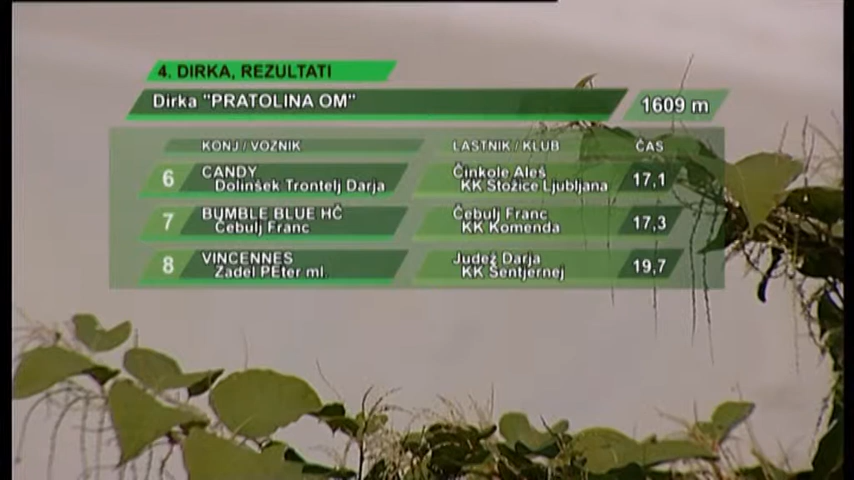 4. DIRKA, REZULTATI
Dirka "PRATOLINA OM" 1609 m
KONJ / VOZNIK LASTNIK / KLUB ČAS
6 CANDY Činkole Aleš 17,1
Dolinšek Trontelj Darja KK Stožice Ljubljana
7 BUMBLE BLUE HČ Čebulj Franc 17,3
Čebulj Franc KK Komenda
8 VINCENNES Judež Darja 19,7
Zadel PEter ml. KK Šentjernej